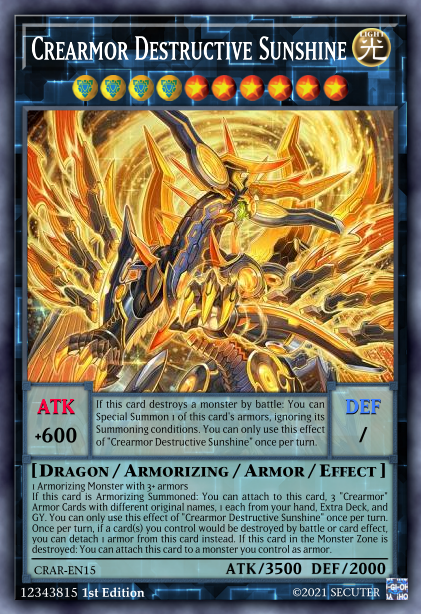 CREARMOR DESTRUCTIVE SUNSHINE
LIGHT
光
ATK
+600
If this card destroys a monster by battle: You can
Special Summon 1 of this card's armors, ignoring its
Summoning conditions. You can only use this effect
of "Crearmor Destructive Sunshine" once per turn.
DEF
/
[ DRAGON / ARMORIZING / ARMOR / EFFECT ]
1 Armorizing Monster with 3+ armors
If this card is Armorizing Summoned: You can attach to this card, 3 "Crearmor"
Armor Cards with different original names, 1 each from your hand, Extra Deck, and
GY. You can only use this effect of "Crearmor Destructive Sunshine" once per turn.
Once per turn, if a card(s) you control would be destroyed by battle or card effect,
you can detach 1 armor from this card instead. If this card in the Monster Zone is
destroyed: You can attach this card to a monster you control as armor.
CRAR-EN15
ATK/3500 DEF/2000
12343815 1st Edition
©2021 SECUTER